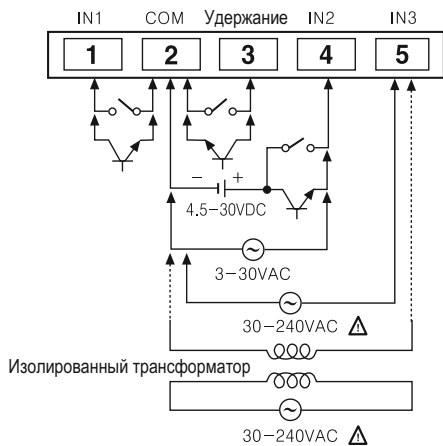 IN1 COM Удержание IN2 IN3
1 2 3 4 5
− +
4.5−30VDC
3−30VAC
30−240VAC
Изолированный трансформатор
30−240VAC